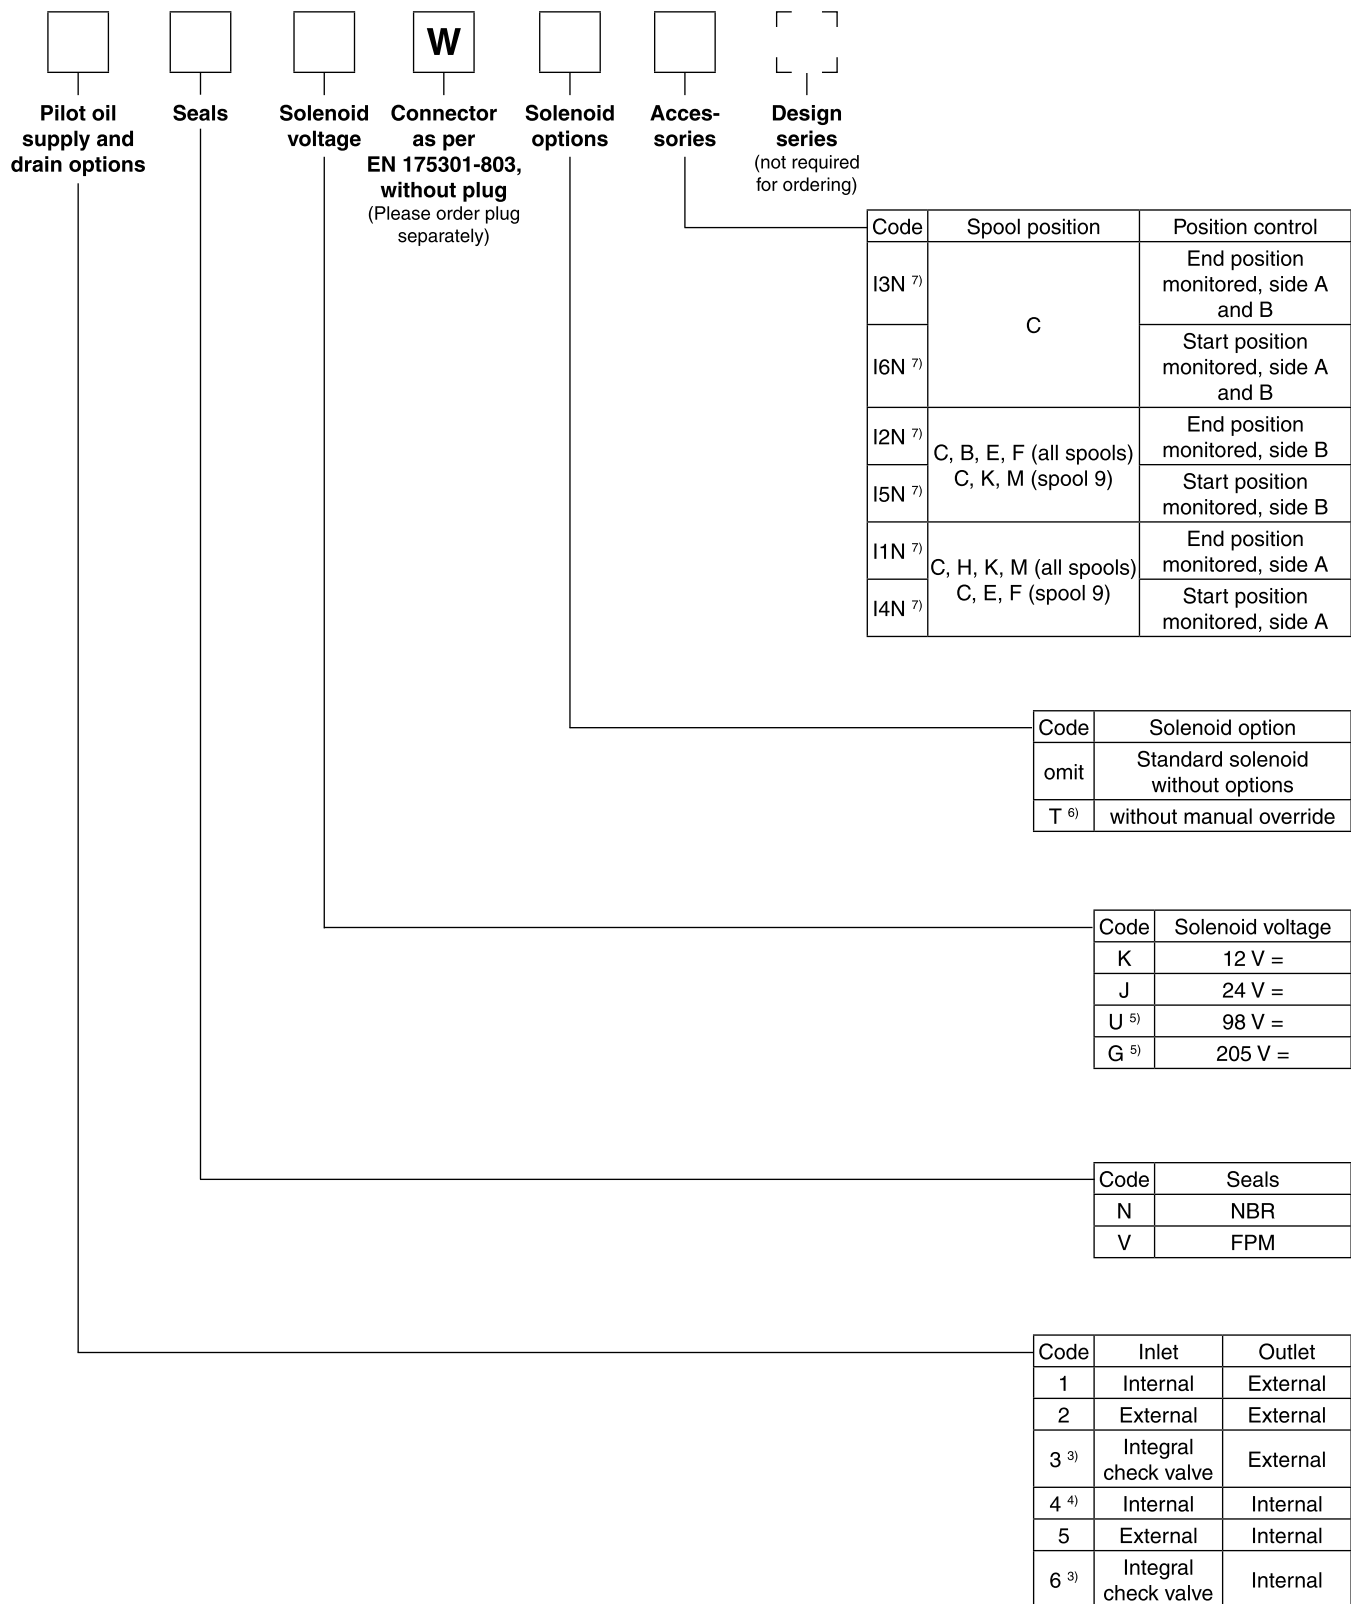 W
Pilot oil
supply and
drain options
Seals
Solenoid
voltage
Connector
as per
EN 175301-803,
without plug
(Please order plug
separately)
Solenoid
options
Acces-
sories
Design
series
(not required
for ordering)
Code Spool position Position control
I3N 7) C End position
monitored, side A
and B
I6N 7) Start position
monitored, side A
and B
I2N 7) C, B, E, F (all spools)
C, K, M (spool 9) End position
monitored, side B
I5N 7) Start position
monitored, side B
I1N 7) C, H, K, M (all spools)
C, E, F (spool 9) End position
monitored, side A
I4N 7) Start position
monitored, side A
Code Solenoid option
omit Standard solenoid
without options
T 6) without manual override
Code Solenoid voltage
K 12 V =
J 24 V =
U 5) 98 V =
G 5) 205 V =
Code Seals
N NBR
V FPM
Code Inlet Outlet
1 Internal External
2 External External
3 3) Integral
check valve External
4 4) Internal Internal
5 External Internal
6 3) Integral
check valve Internal